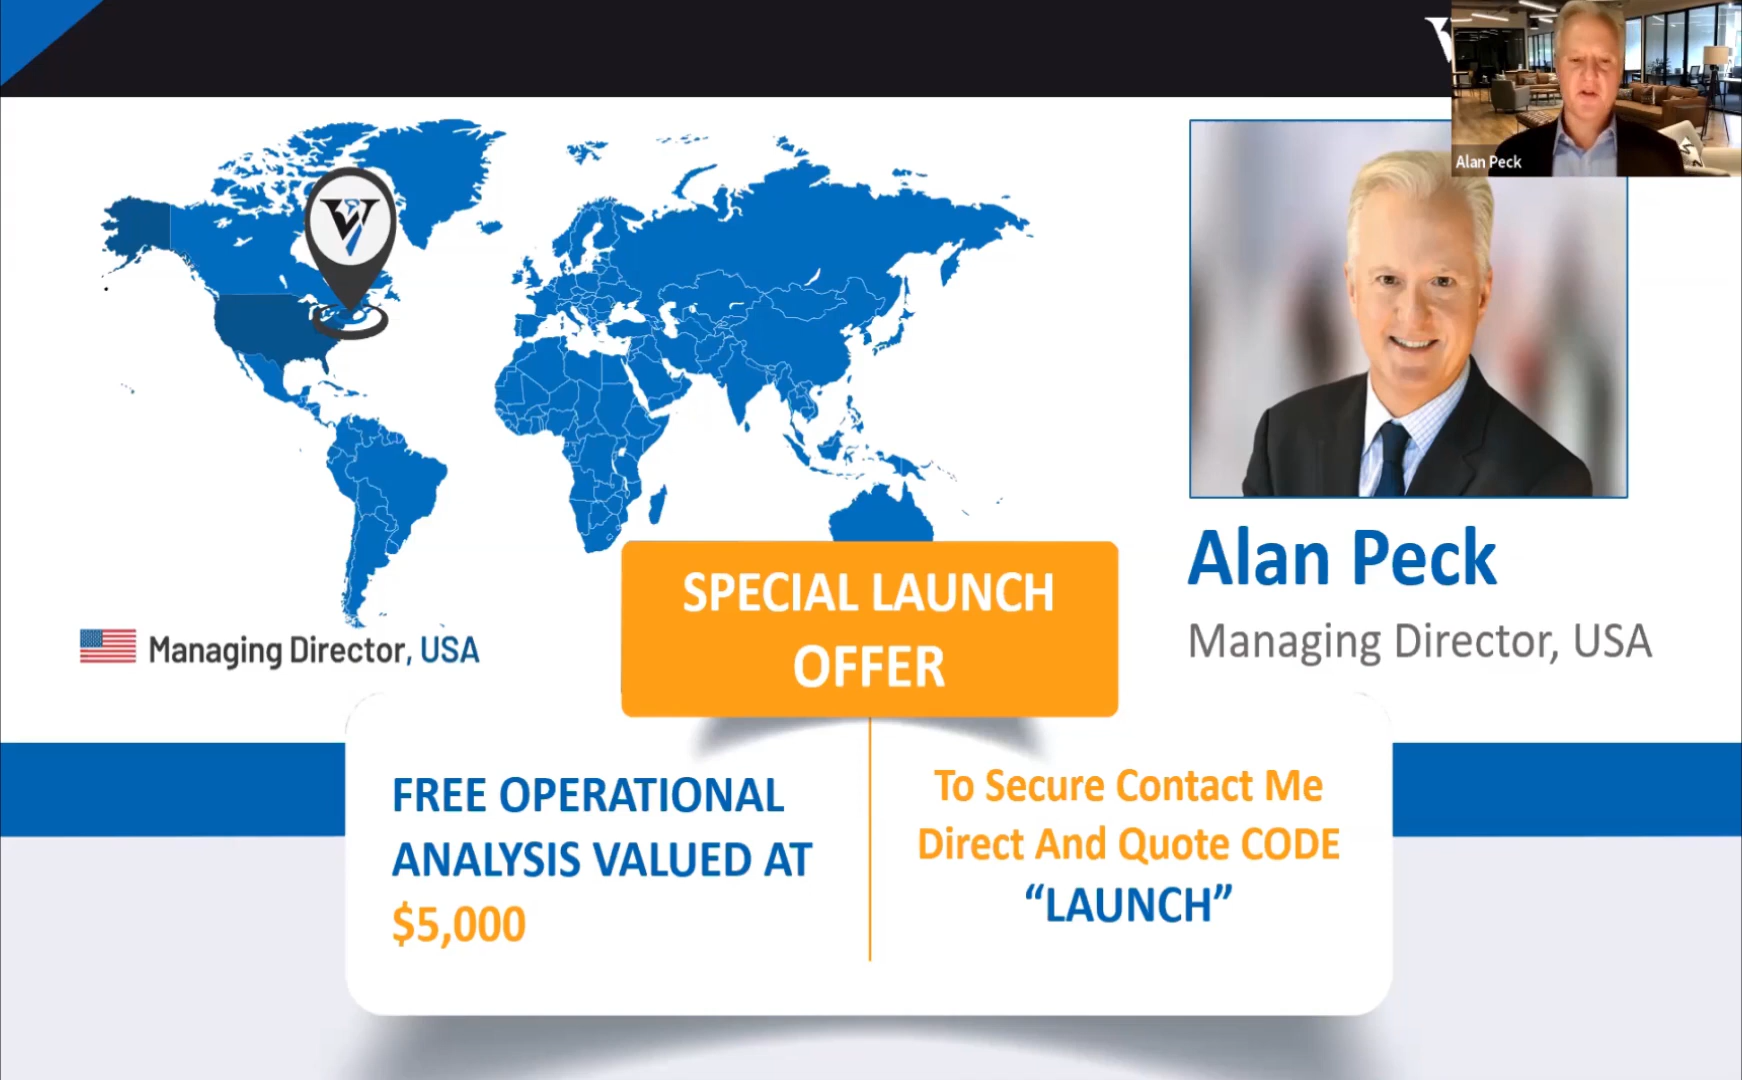 Alan Peck
Alan Peck
Managing Director, USA
Managing Director, USA
SPECIAL LAUNCH
OFFER
FREE OPERATIONAL
ANALYSIS VALUED AT
$5,000
To Secure Contact Me
Direct And Quote CODE
“LAUNCH”